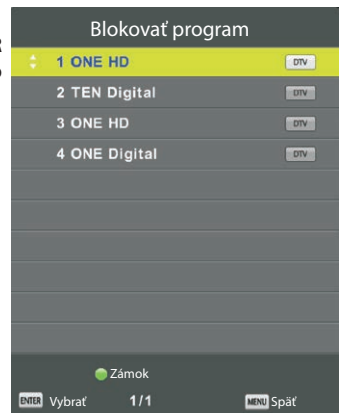 Blokovať program
1 ONE HD DTV
2 TEN Digital DTV
3 ONE HD DTV
4 ONE Digital DTV
Zámok
ENTER Vybrať 1/1 MENU Späť